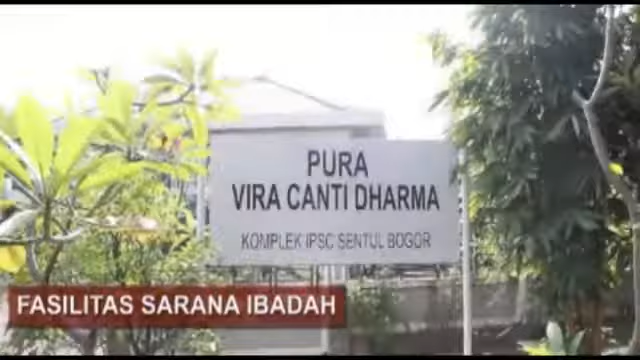 PURA
VIRA CANTI DHARMA
KOMPLEK IPSC SENTUL BOGOR
FASILITAS SARANA IBADAH